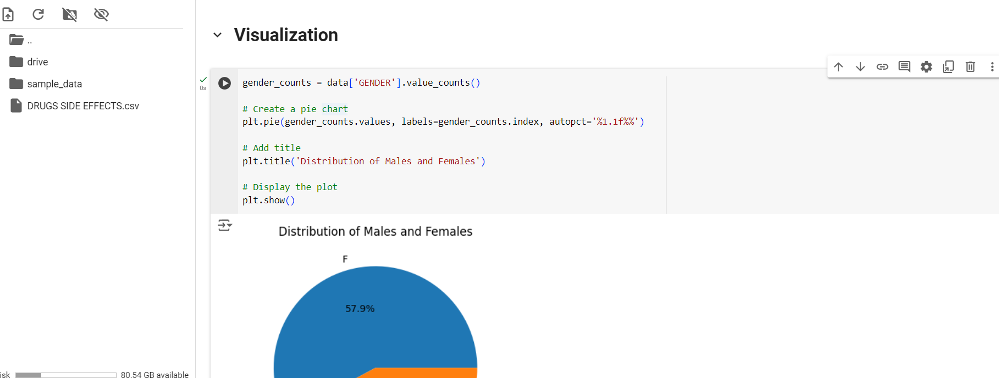 ..
drive
sample_data
DRUGS SIDE EFFECTS.csv
isk
80.54 GB available
Visualization
0s
gender_counts = data['GENDER'].value_counts()
# Create a pie chart
plt.pie(gender_counts.values, labels=gender_counts.index, autopct='%1.1f%%')
# Add title
plt.title('Distribution of Males and Females')
# Display the plot
plt.show()
Distribution of Males and Females
F
57.9%